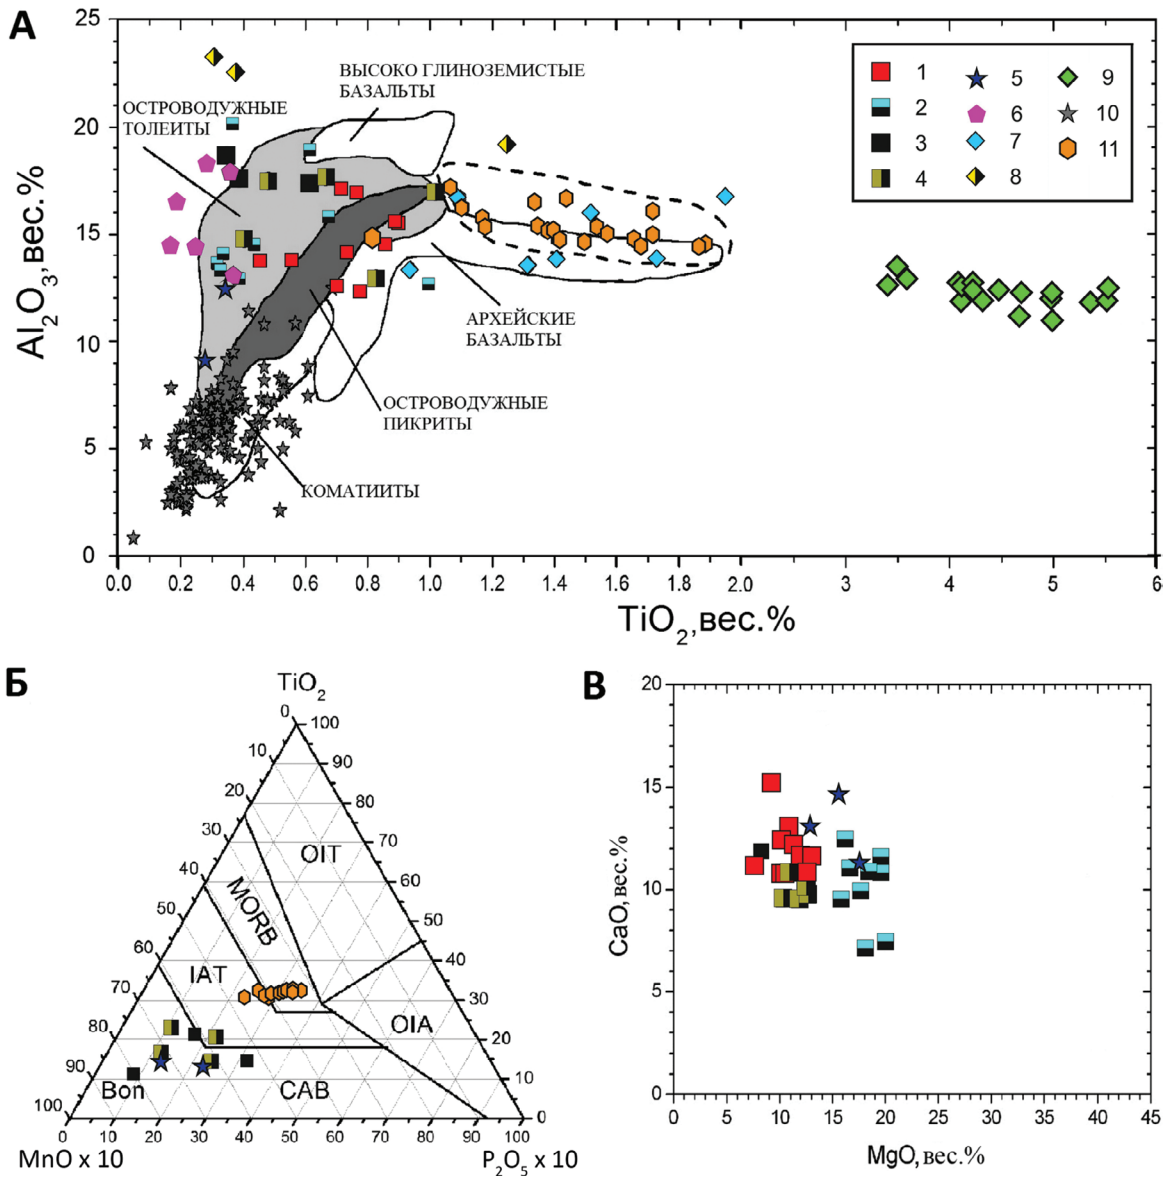 А
25
20
15
10
5
0
Al₂O₃,вес.%
ВЫСОКО ГЛИНОЗЕМИСТЫЕ
БАЗАЛЬТЫ
ОСТРОВОДУЖНЫЕ
ТОЛЕИТЫ
АРХЕЙСКИЕ
БАЗАЛЬТЫ
ОСТРОВОДУЖНЫЕ
ПИКРИТЫ
КОМАТИИТЫ
1 5 9
2 6 10
3 7 11
4 8
0.0 0.2 0.4 0.6 0.8 1.0 1.2 1.4 1.6 1.8 2.0 3 4 5 6
TiO₂,вес.%
Б
TiO₂
0 100
10 90
20 80
30 70
40 60
50
60 40
70 30
80 20
90 10
100 0
OIT
MORB
IAT
OIA
Bon
CAB
0 10 20 30 40 50 60 70 80 90 100
MnO x 10
P₂O₅ x 10
В
20
15
10
5
0
CaO,вес.%
0 5 10 15 20 25 30 35 40 45
MgO,вес.%